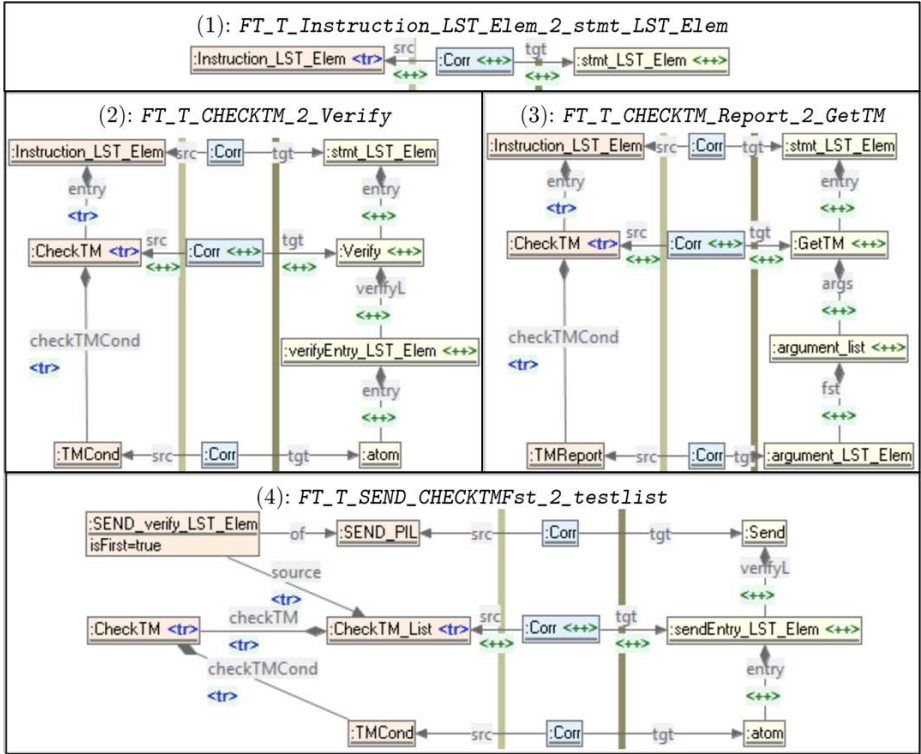 (1): FT_T_Instruction_LST_Elem_2_stmt_LST_Elem
src tgt
:Instruction_LST_Elem <tr> :Corr <++> :stmt_LST_Elem <++>
<++> <++>
(2): FT_T_CHECKTM_2_Verify
:Instruction_LST_Elem src :Corr tgt :stmt_LST_Elem
entry entry
<tr> <++>
src tgt
:CheckTM <tr> :Corr <++> :Verify <++>
<++> <++>
verifyL
<++>
checkTMCond
<tr>
:verifyEntry_LST_Elem <++>
entry
<++>
:TMCond src :Corr tgt :atom
(3): FT_T_CHECKTM_Report_2_GetTM
:Instruction_LST_Elem src :Corr tgt :stmt_LST_Elem
entry entry
<tr> <++>
src tgt
:CheckTM <tr> :Corr <++> :GetTM <++>
<++> <++>
args
<++>
checkTMCond
<tr>
:argument_list <++>
fst
<++>
:TMReport src :Corr tgt :argument_LST_Elem
(4): FT_T_SEND_CHECKTMFst_2_testlist
:SEND_verify_LST_Elem of :SEND_PIL src :Corr tgt :Send
isFirst=true
verifyL
source
<tr> <++>
checkTM src tgt
:CheckTM <tr> :CheckTM_List <tr> :Corr <++> :sendEntry_LST_Elem <++>
<tr> <++> <++>
checkTMCond entry
<tr> <++>
:TMCond src :Corr tgt :atom